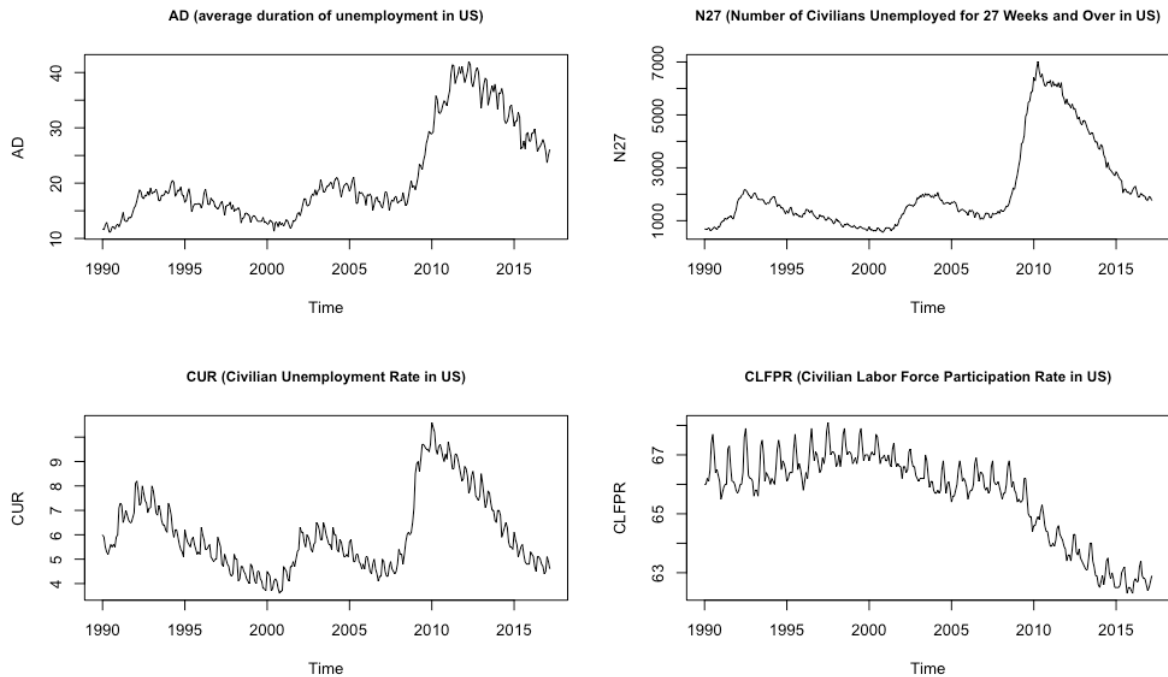 AD (average duration of unemployment in US)
AD
10 20 30 40
1990 1995 2000 2005 2010 2015
Time
N27 (Number of Civilians Unemployed for 27 Weeks and Over in US)
N27
1000 3000 5000 7000
1990 1995 2000 2005 2010 2015
Time
CUR (Civilian Unemployment Rate in US)
CUR
4 5 6 7 8 9
1990 1995 2000 2005 2010 2015
Time
CLFPR (Civilian Labor Force Participation Rate in US)
CLFPR
63 65 67
1990 1995 2000 2005 2010 2015
Time